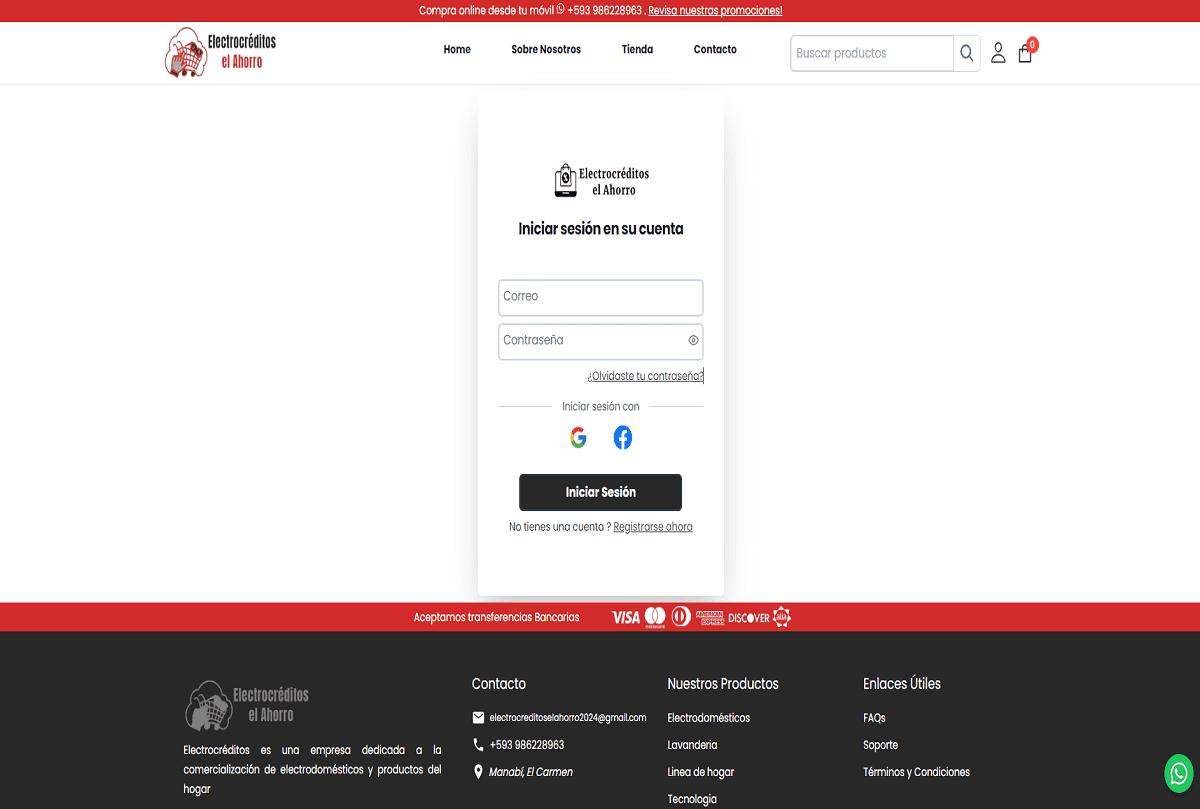 Compra online desde tu móvil +593 986228963 . Revisa nuestras promociones!
Electrocréditos
el Ahorro
Home
Sobre Nosotros
Tienda
Contacto
Buscar productos
0
Electrocréditos
el Ahorro
Iniciar sesión en su cuenta
Correo
Contraseña
¿Olvidaste tu contraseña?
Iniciar sesión con
Iniciar Sesión
No tienes una cuenta ? Registrarse ahora
Aceptamos transferencias Bancarias
VISA
mastercard
AMERICAN
EXPRESS
DISCOVER
alia
Electrocréditos
el Ahorro
Electrocréditos es una empresa dedicada a la
comercialización de electrodomésticos y productos del
hogar
Contacto
electrocreditoselahorro2024@gmail.com
+593 986228963
Manabí, El Carmen
Nuestros Productos
Electrodomésticos
Lavanderia
Linea de hogar
Tecnologia
Enlaces Útiles
FAQs
Soporte
Términos y Condiciones